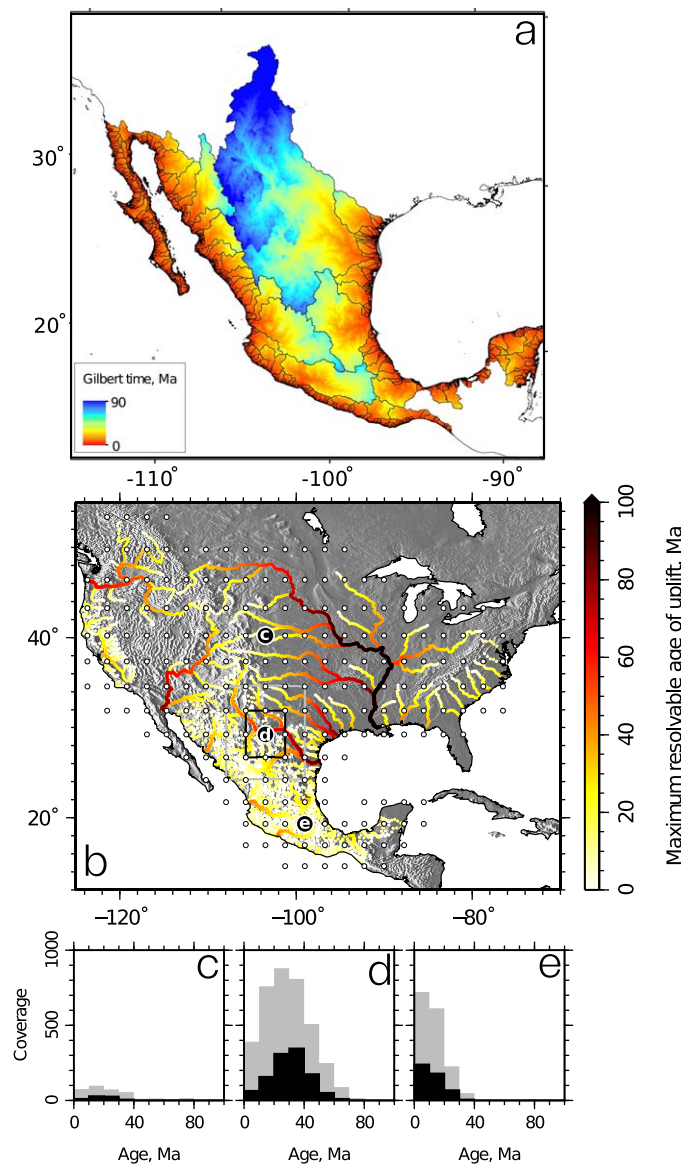 a
30°
20°
Gilbert time, Ma
90
0
-110° -100° -90°
40°
20°
c
d
e
b
−120° −100° −80°
0 20 40 60 80 100
Maximum resolvable age of uplift, Ma
c d e
1000
500
0
Coverage
0 40 80 0 40 80 0 40 80
Age, Ma Age, Ma Age, Ma